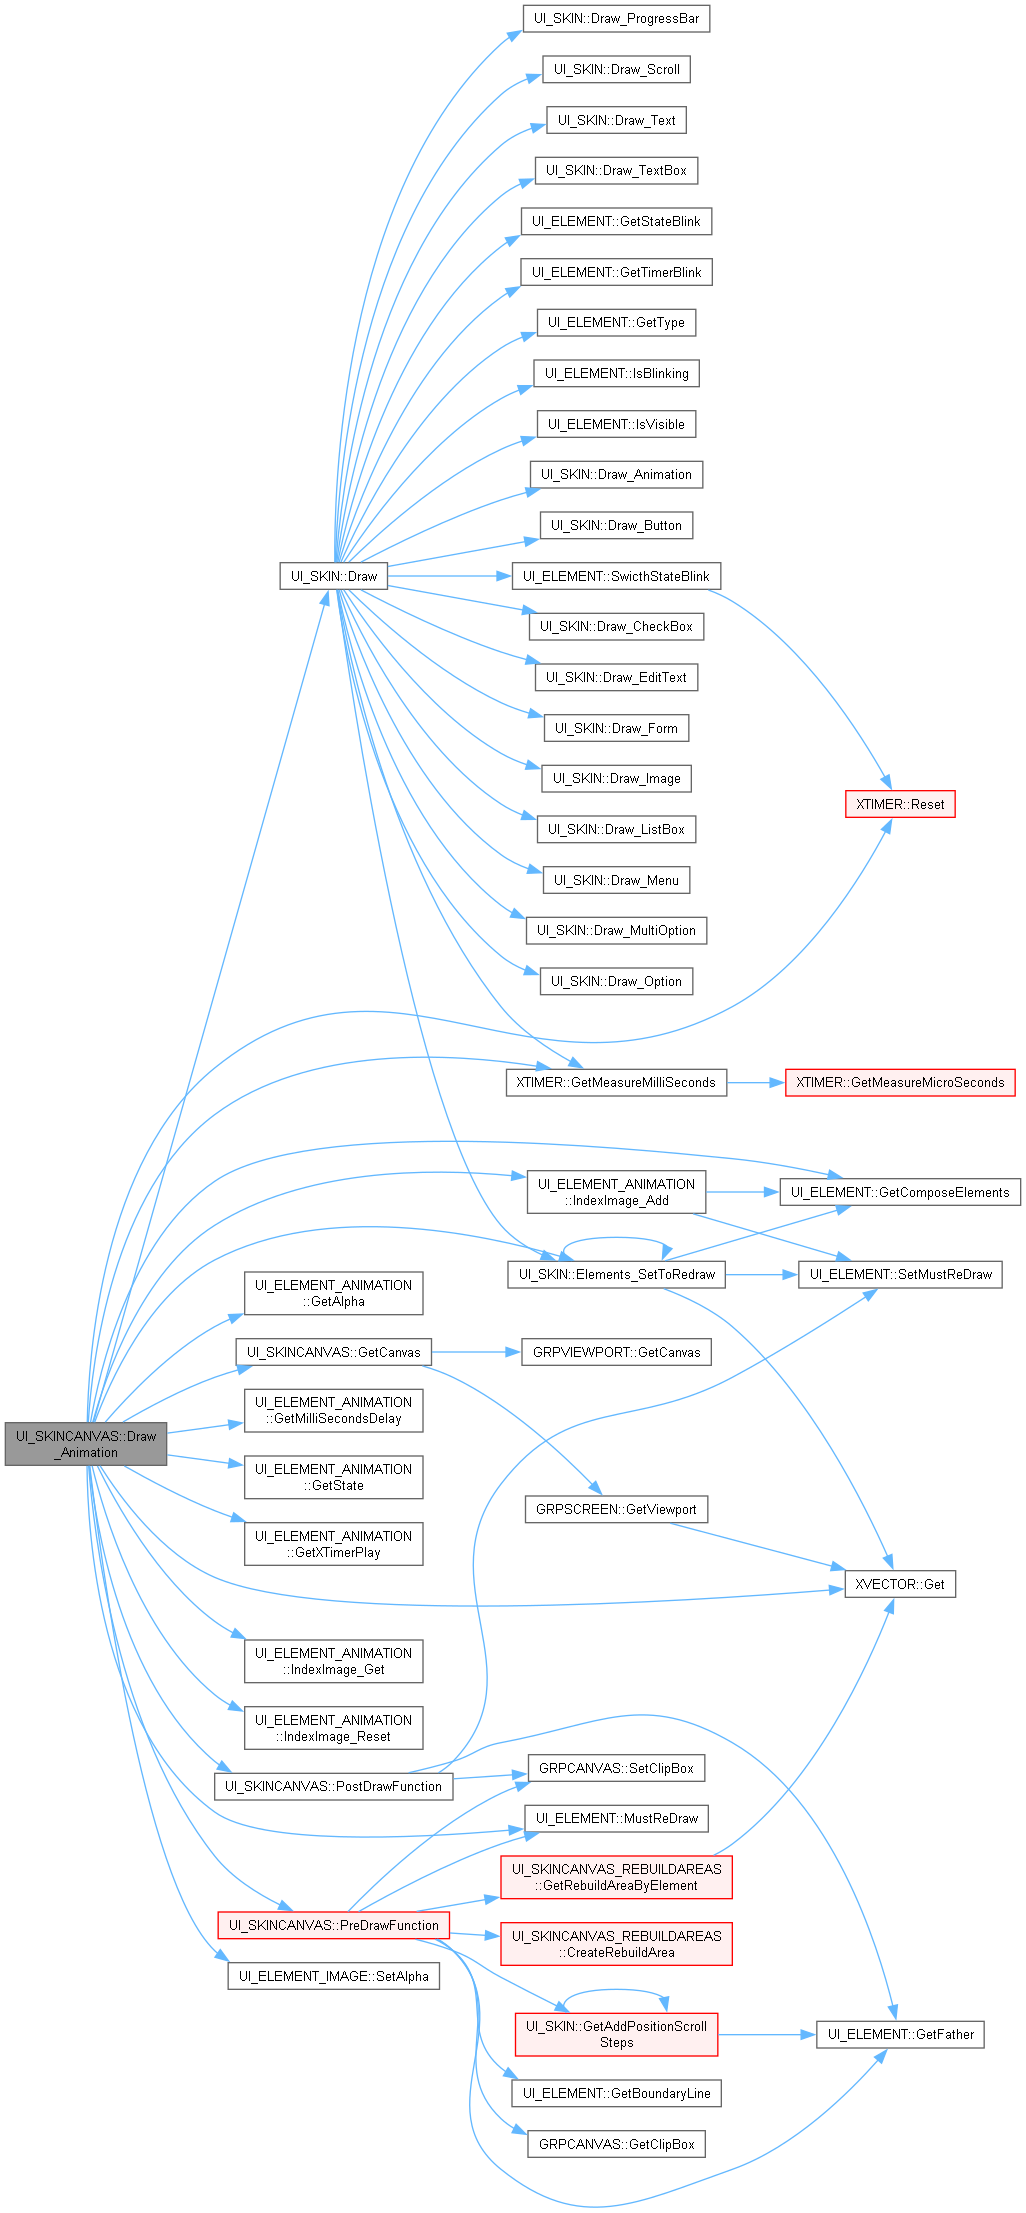 UI_SKIN::Draw_ProgressBar
UI_SKIN::Draw_Scroll
UI_SKIN::Draw_Text
UI_SKIN::Draw_TextBox
UI_ELEMENT::GetStateBlink
UI_ELEMENT::GetTimerBlink
UI_ELEMENT::GetType
UI_ELEMENT::IsBlinking
UI_ELEMENT::IsVisible
UI_SKIN::Draw_Animation
UI_SKIN::Draw_Button
UI_SKIN::Draw
UI_ELEMENT::SwicthStateBlink
UI_SKIN::Draw_CheckBox
UI_SKIN::Draw_EditText
UI_SKIN::Draw_Form
UI_SKIN::Draw_Image
XTIMER::Reset
UI_SKIN::Draw_ListBox
UI_SKIN::Draw_Menu
UI_SKIN::Draw_MultiOption
UI_SKIN::Draw_Option
XTIMER::GetMeasureMilliSeconds
XTIMER::GetMeasureMicroSeconds
UI_ELEMENT_ANIMATION
::IndexImage_Add
UI_ELEMENT::GetComposeElements
UI_SKIN::Elements_SetToRedraw
UI_ELEMENT::SetMustReDraw
UI_ELEMENT_ANIMATION
::GetAlpha
UI_SKINCANVAS::GetCanvas
GRPVIEWPORT::GetCanvas
UI_ELEMENT_ANIMATION
::GetMilliSecondsDelay
UI_SKINCANVAS::Draw
_Animation
UI_ELEMENT_ANIMATION
::GetState
GRPSCREEN::GetViewport
UI_ELEMENT_ANIMATION
::GetXTimerPlay
XVECTOR::Get
UI_ELEMENT_ANIMATION
::IndexImage_Get
UI_ELEMENT_ANIMATION
::IndexImage_Reset
UI_SKINCANVAS::PostDrawFunction
GRPCANVAS::SetClipBox
UI_ELEMENT::MustReDraw
UI_SKINCANVAS_REBUILDAREAS
::GetRebuildAreaByElement
UI_SKINCANVAS::PreDrawFunction
UI_SKINCANVAS_REBUILDAREAS
::CreateRebuildArea
UI_ELEMENT_IMAGE::SetAlpha
UI_SKIN::GetAddPositionScroll
Steps
UI_ELEMENT::GetFather
UI_ELEMENT::GetBoundaryLine
GRPCANVAS::GetClipBox